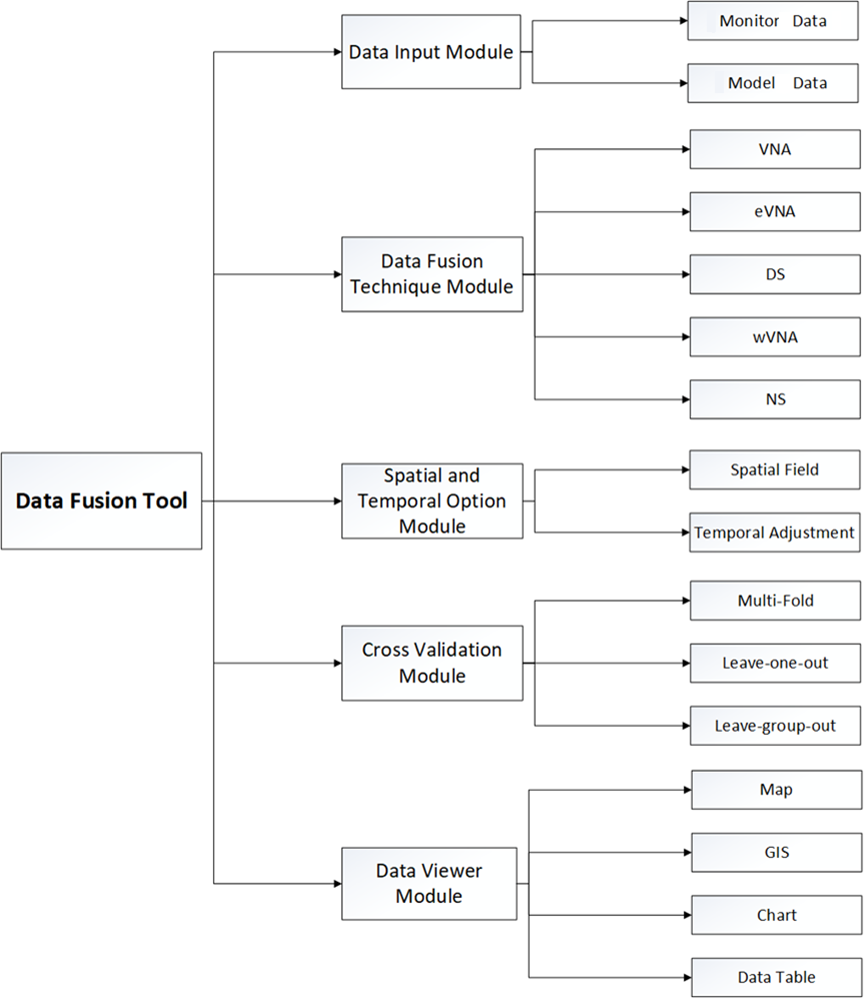 Data Fusion Tool
Data Input Module
Monitor Data
Model Data
Data Fusion
Technique Module
VNA
eVNA
DS
wVNA
NS
Spatial and
Temporal Option
Module
Spatial Field
Temporal Adjustment
Cross Validation
Module
Multi-Fold
Leave-one-out
Leave-group-out
Data Viewer
Module
Map
GIS
Chart
Data Table